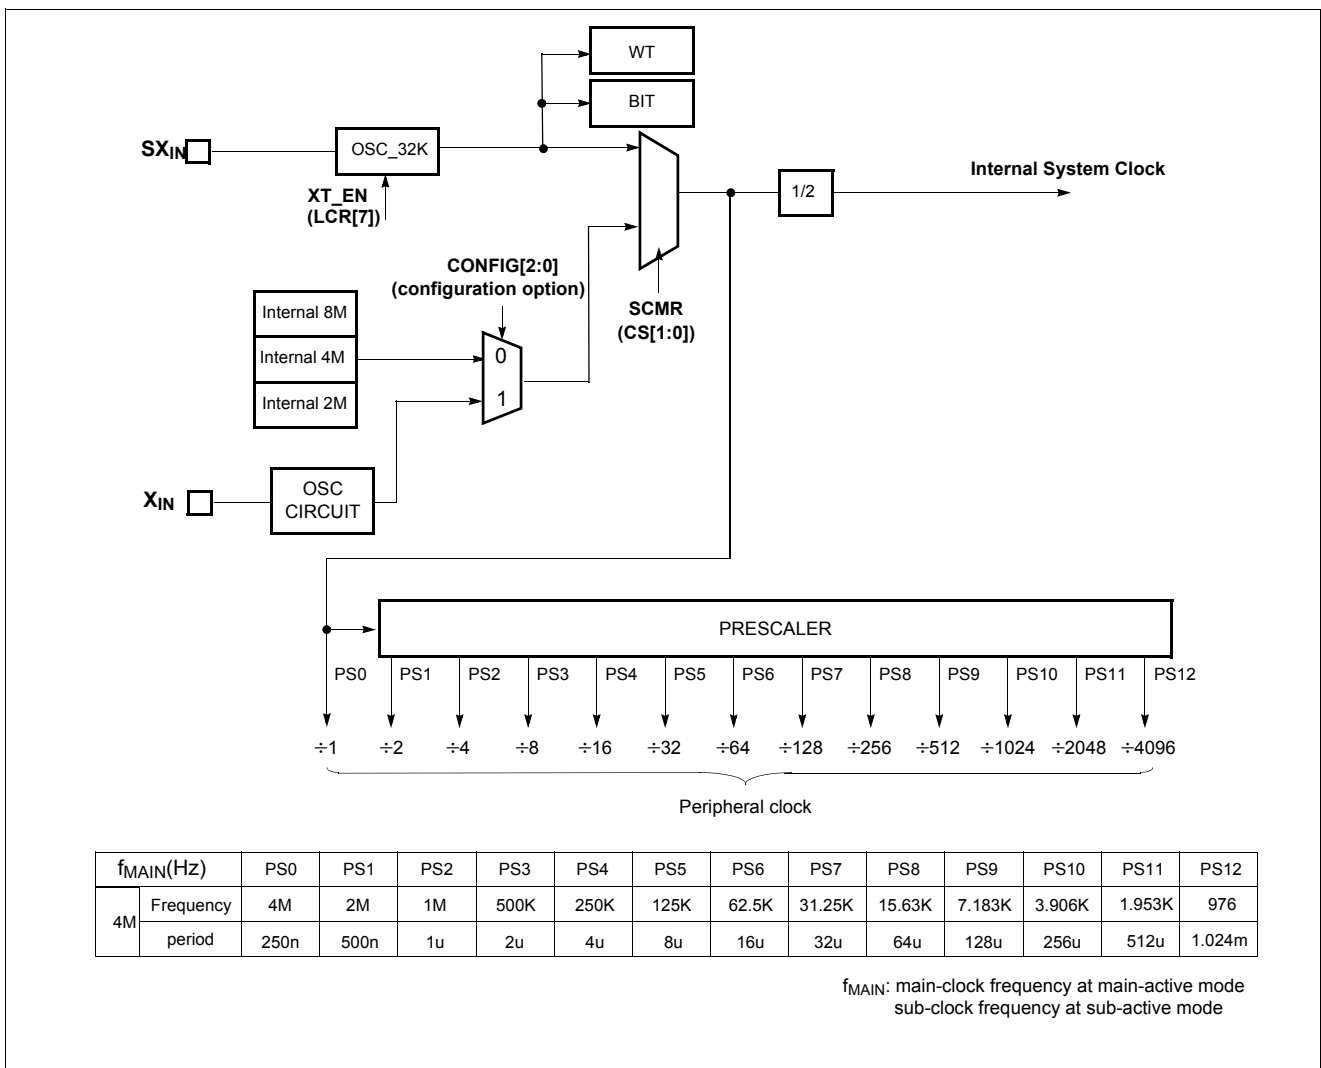 WT
BIT
SXIN
OSC_32K
XT_EN
(LCR[7])
1/2
Internal System Clock
CONFIG[2:0]
(configuration option)
SCMR
(CS[1:0])
Internal 8M
Internal 4M
Internal 2M
0
1
XIN
OSC
CIRCUIT
PRESCALER
PS0 PS1 PS2 PS3 PS4 PS5 PS6 PS7 PS8 PS9 PS10 PS11 PS12
÷1 ÷2 ÷4 ÷8 ÷16 ÷32 ÷64 ÷128 ÷256 ÷512 ÷1024 ÷2048 ÷4096
Peripheral clock
fMAIN(Hz) PS0 PS1 PS2 PS3 PS4 PS5 PS6 PS7 PS8 PS9 PS10 PS11 PS12
4M Frequency 4M 2M 1M 500K 250K 125K 62.5K 31.25K 15.63K 7.183K 3.906K 1.953K 976
period 250n 500n 1u 2u 4u 8u 16u 32u 64u 128u 256u 512u 1.024m
fMAIN: main-clock frequency at main-active mode
sub-clock frequency at sub-active mode